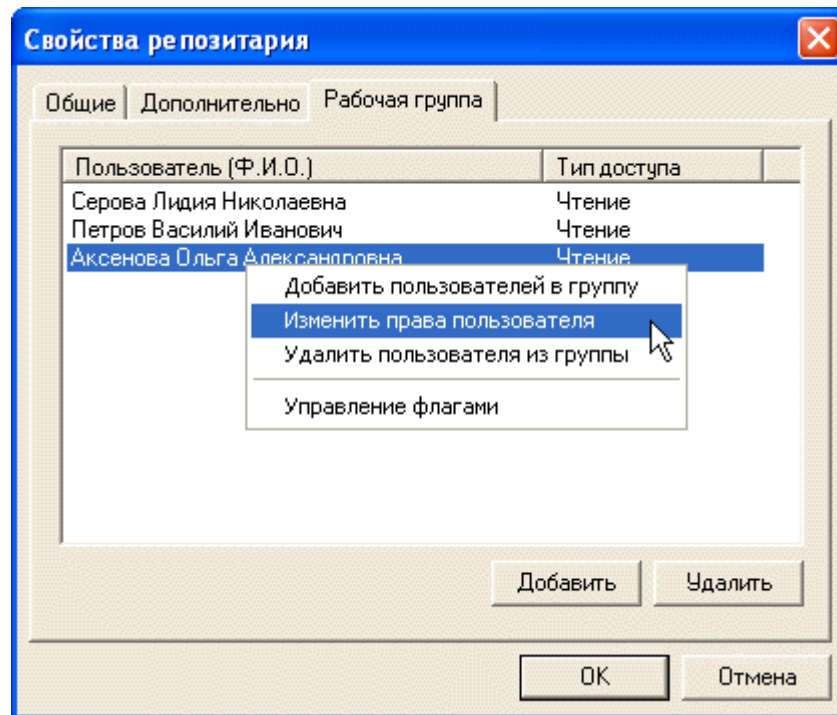 Свойства репозитария
Общие Дополнительно Рабочая группа
Пользователь (Ф.И.О.) Тип доступа
Серова Лидия Николаевна Чтение
Петров Василий Иванович Чтение
Аксенова Ольга Александровна Чтение
Добавить пользователей в группу
Изменить права пользователя
Удалить пользователя из группы
Управление флагами
Добавить Удалить
OK Отмена